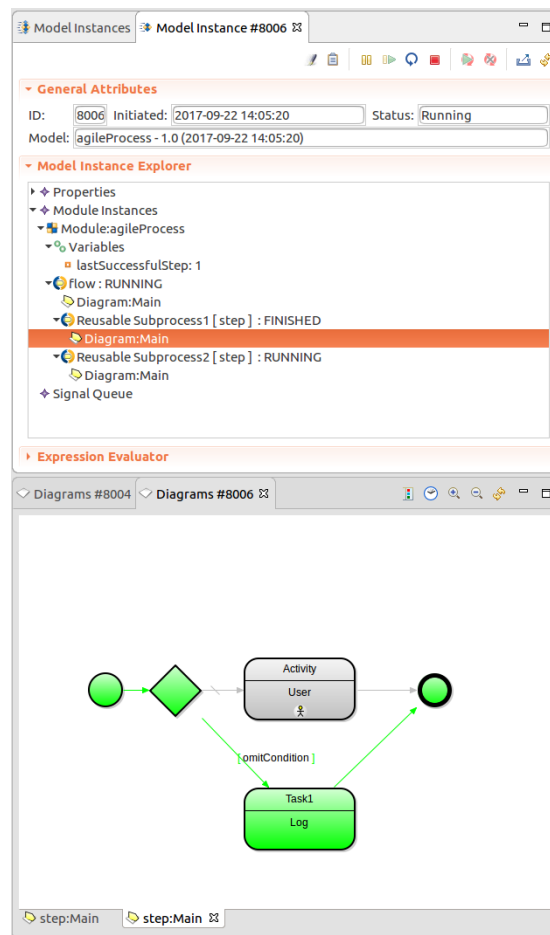 Model Instances Model Instance #8006
General Attributes
ID: 8006 Initiated: 2017-09-22 14:05:20 Status: Running
Model: agileProcess - 1.0 (2017-09-22 14:05:20)
Model Instance Explorer
Properties
Module Instances
Module:agileProcess
Variables
lastSuccessfulStep: 1
flow : RUNNING
Diagram:Main
Reusable Subprocess1 [ step ] : FINISHED
Diagram:Main
Reusable Subprocess2 [ step ] : RUNNING
Diagram:Main
Signal Queue
Expression Evaluator
Diagrams #8004 Diagrams #8006
Activity
User
[ omitCondition ]
Task1
Log
step:Main step:Main